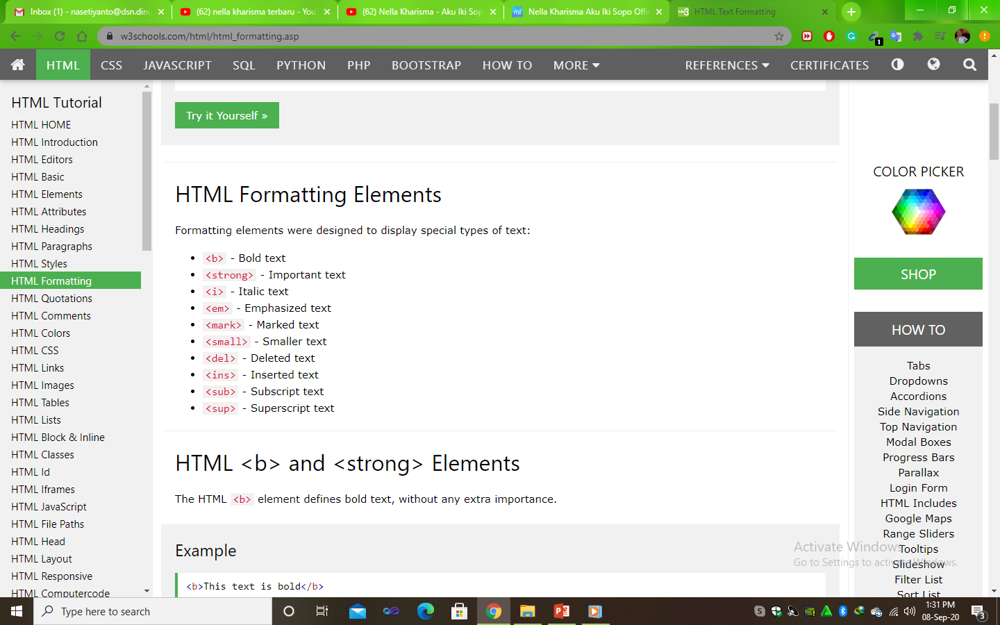 Inbox (1) - nasetiyanto@dsn.dinu
(62) nella kharisma terbaru - You
(62) Nella Kharisma - Aku Iki Sop
Nella Kharisma Aku Iki Sopo Offi
HTML Text Formatting
w3schools.com/html/html_formatting.asp
HTML CSS JAVASCRIPT SQL PYTHON PHP BOOTSTRAP HOW TO MORE REFERENCES CERTIFICATES
HTML Tutorial
HTML HOME
HTML Introduction
HTML Editors
HTML Basic
HTML Elements
HTML Attributes
HTML Headings
HTML Paragraphs
HTML Styles
HTML Formatting
HTML Quotations
HTML Comments
HTML Colors
HTML CSS
HTML Links
HTML Images
HTML Tables
HTML Lists
HTML Block & Inline
HTML Classes
HTML Id
HTML Iframes
HTML JavaScript
HTML File Paths
HTML Head
HTML Layout
HTML Responsive
HTML Computercode
Try it Yourself »
HTML Formatting Elements
Formatting elements were designed to display special types of text:
• <b> - Bold text
• <strong> - Important text
• <i> - Italic text
• <em> - Emphasized text
• <mark> - Marked text
• <small> - Smaller text
• <del> - Deleted text
• <ins> - Inserted text
• <sub> - Subscript text
• <sup> - Superscript text
HTML <b> and <strong> Elements
The HTML <b> element defines bold text, without any extra importance.
Example
<b>This text is bold</b>
COLOR PICKER
SHOP
HOW TO
Tabs
Dropdowns
Accordions
Side Navigation
Top Navigation
Modal Boxes
Progress Bars
Parallax
Login Form
HTML Includes
Google Maps
Range Sliders
Tooltips
Slideshow
Filter List
Sort List
Activate Windows
Go to Settings to activate Windows.
Type here to search
1:31 PM
08-Sep-20
3